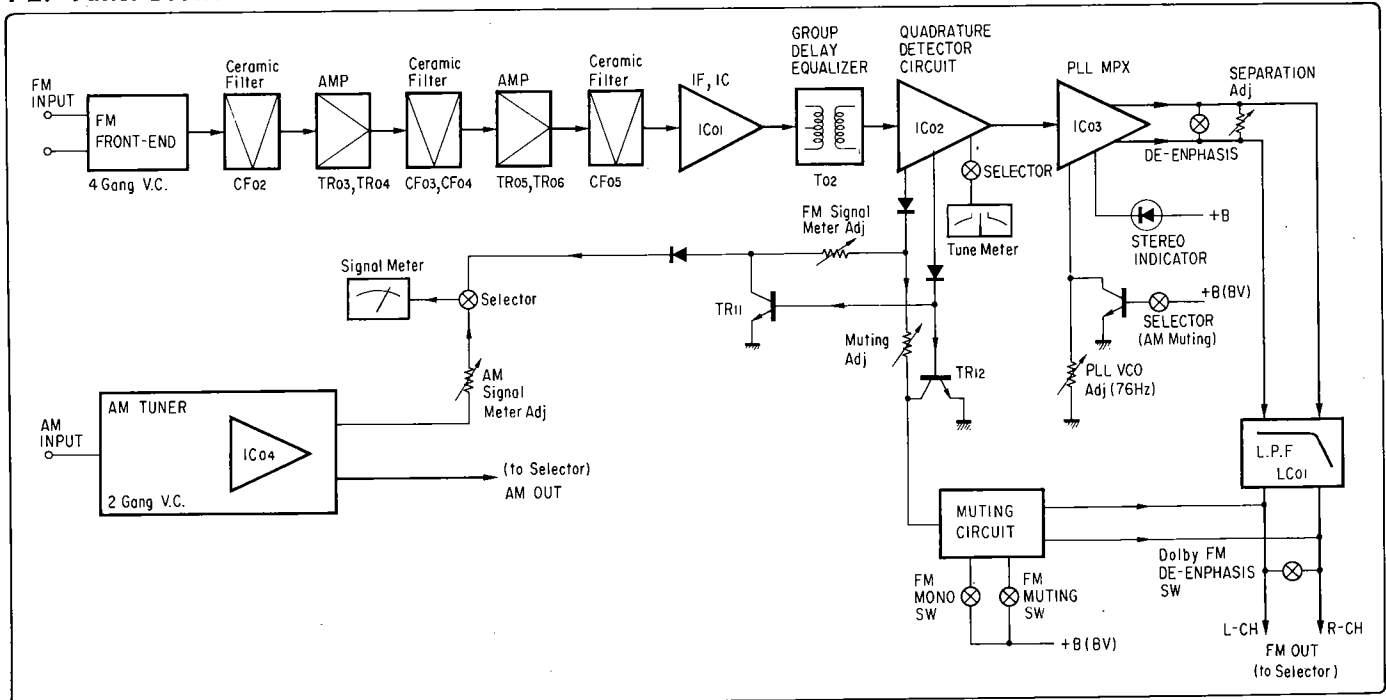 FM
INPUT
FM
FRONT-END
4 Gang V.C.
Ceramic
Filter
CF02
AMP
TR03,TR04
Ceramic
Filter
CF03,CF04
AMP
TR05,TR06
Ceramic
Filter
CF05
IF, IC
IC01
GROUP
DELAY
EQUALIZER
T02
QUADRATURE
DETECTOR
CIRCUIT
IC02
SELECTOR
Tune Meter
PLL MPX
IC03
SEPARATION
Adj
DE-ENPHASIS
+B
STEREO
INDICATOR
+B(8V)
SELECTOR
(AM Muting)
PLL VCO
Adj (76Hz)
FM Signal
Meter Adj
Signal Meter
Selector
TR11
Muting
Adj
TR12
AM
Signal
Meter Adj
AM
INPUT
AM TUNER
IC04
2 Gang V.C.
(to Selector)
AM OUT
L.P.F
LC01
MUTING
CIRCUIT
FM
MONO
SW
FM
MUTING
SW
+B(8V)
Dolby FM
DE-ENPHASIS
SW
L-CH
R-CH
FM OUT
(to Selector)